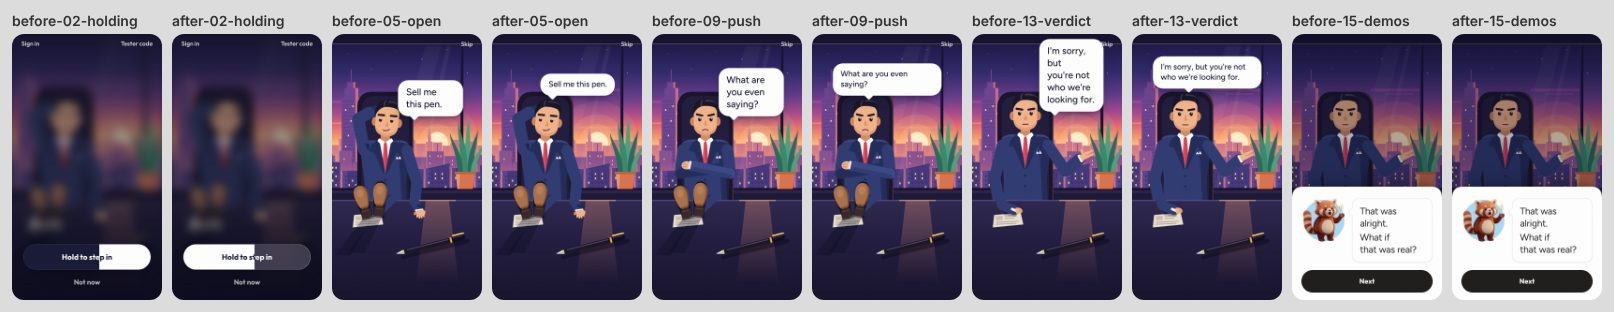 before-02-holding
after-02-holding
before-05-open
after-05-open
before-09-push
after-09-push
before-13-verdict
after-13-verdict
before-15-demos
after-15-demos
Sign in
Tester code
Hold to step in
Not now
Sign in
Tester code
Hold to step in
Not now
Skip
Sell me
this pen.
Skip
Sell me this pen.
Skip
What are
you even
saying?
Skip
What are you even
saying?
Skip
I'm sorry,
but
you're not
who we're
looking for.
Skip
I'm sorry, but you're not
who we're looking for.
That was
alright.
What if
that was real?
Next
That was
alright.
What if
that was real?
Next